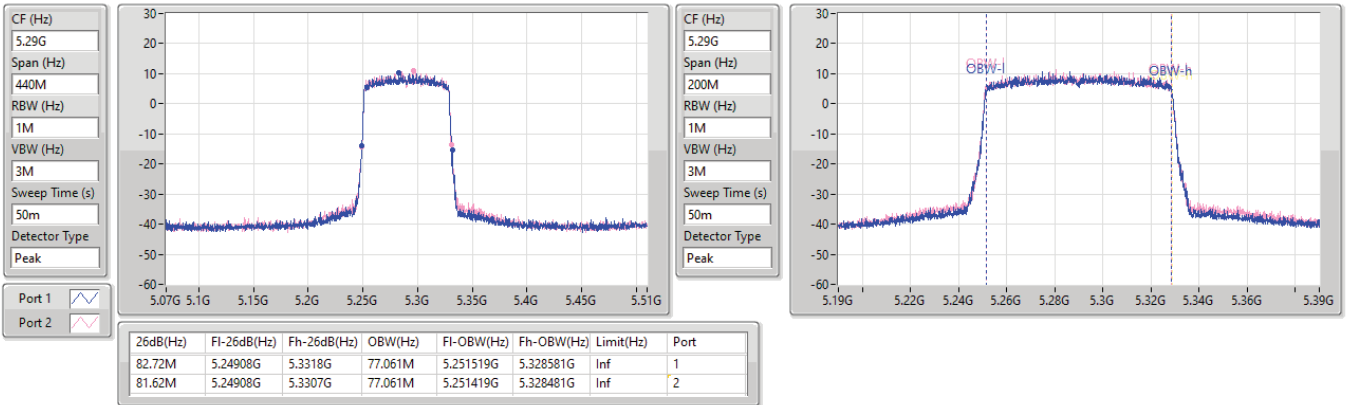 CF (Hz)
5.29G
Span (Hz)
440M
RBW (Hz)
1M
VBW (Hz)
3M
Sweep Time (s)
50m
Detector Type
Peak
Port 1
Port 2
30
20
10
0
-10
-20
-30
-40
-50
-60
5.07G 5.1G 5.15G 5.2G 5.25G 5.3G 5.35G 5.4G 5.45G 5.51G
CF (Hz)
5.29G
Span (Hz)
200M
RBW (Hz)
1M
VBW (Hz)
3M
Sweep Time (s)
50m
Detector Type
Peak
30
20
10
0
-10
-20
-30
-40
-50
-60
OBW-l OBW-h
5.19G 5.22G 5.24G 5.26G 5.28G 5.3G 5.32G 5.34G 5.36G 5.39G
26dB(Hz) Fl-26dB(Hz) Fh-26dB(Hz) OBW(Hz) Fl-OBW(Hz) Fh-OBW(Hz) Limit(Hz) Port
82.72M 5.24908G 5.3318G 77.061M 5.251519G 5.328581G Inf 1
81.62M 5.24908G 5.3307G 77.061M 5.251419G 5.328481G Inf 2